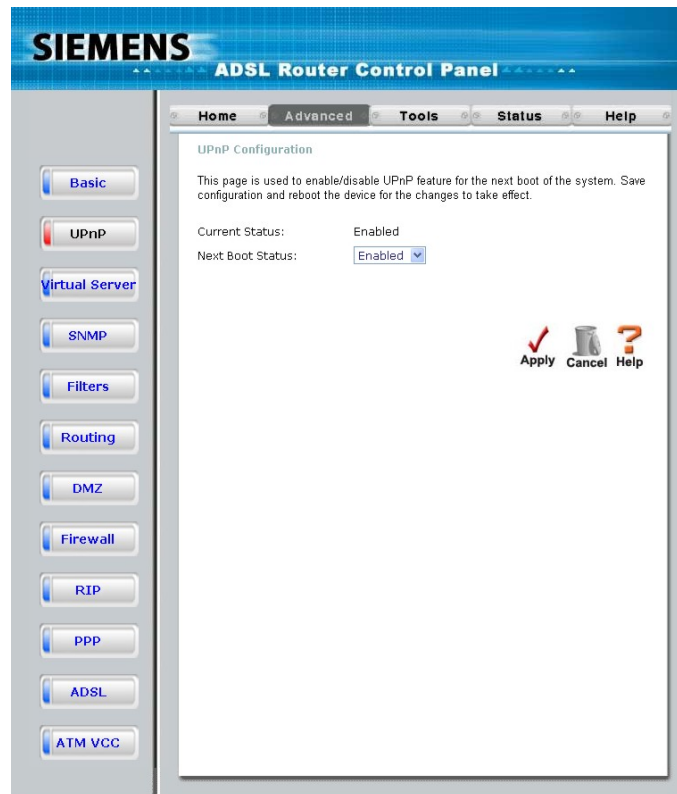 SIEMENS
ADSL Router Control Panel
Home Advanced Tools Status Help
UPnP Configuration
This page is used to enable/disable UPnP feature for the next boot of the system. Save
configuration and reboot the device for the changes to take effect.
Current Status: Enabled
Next Boot Status: Enabled
Apply Cancel Help
Basic
UPnP
Virtual Server
SNMP
Filters
Routing
DMZ
Firewall
RIP
PPP
ADSL
ATM VCC